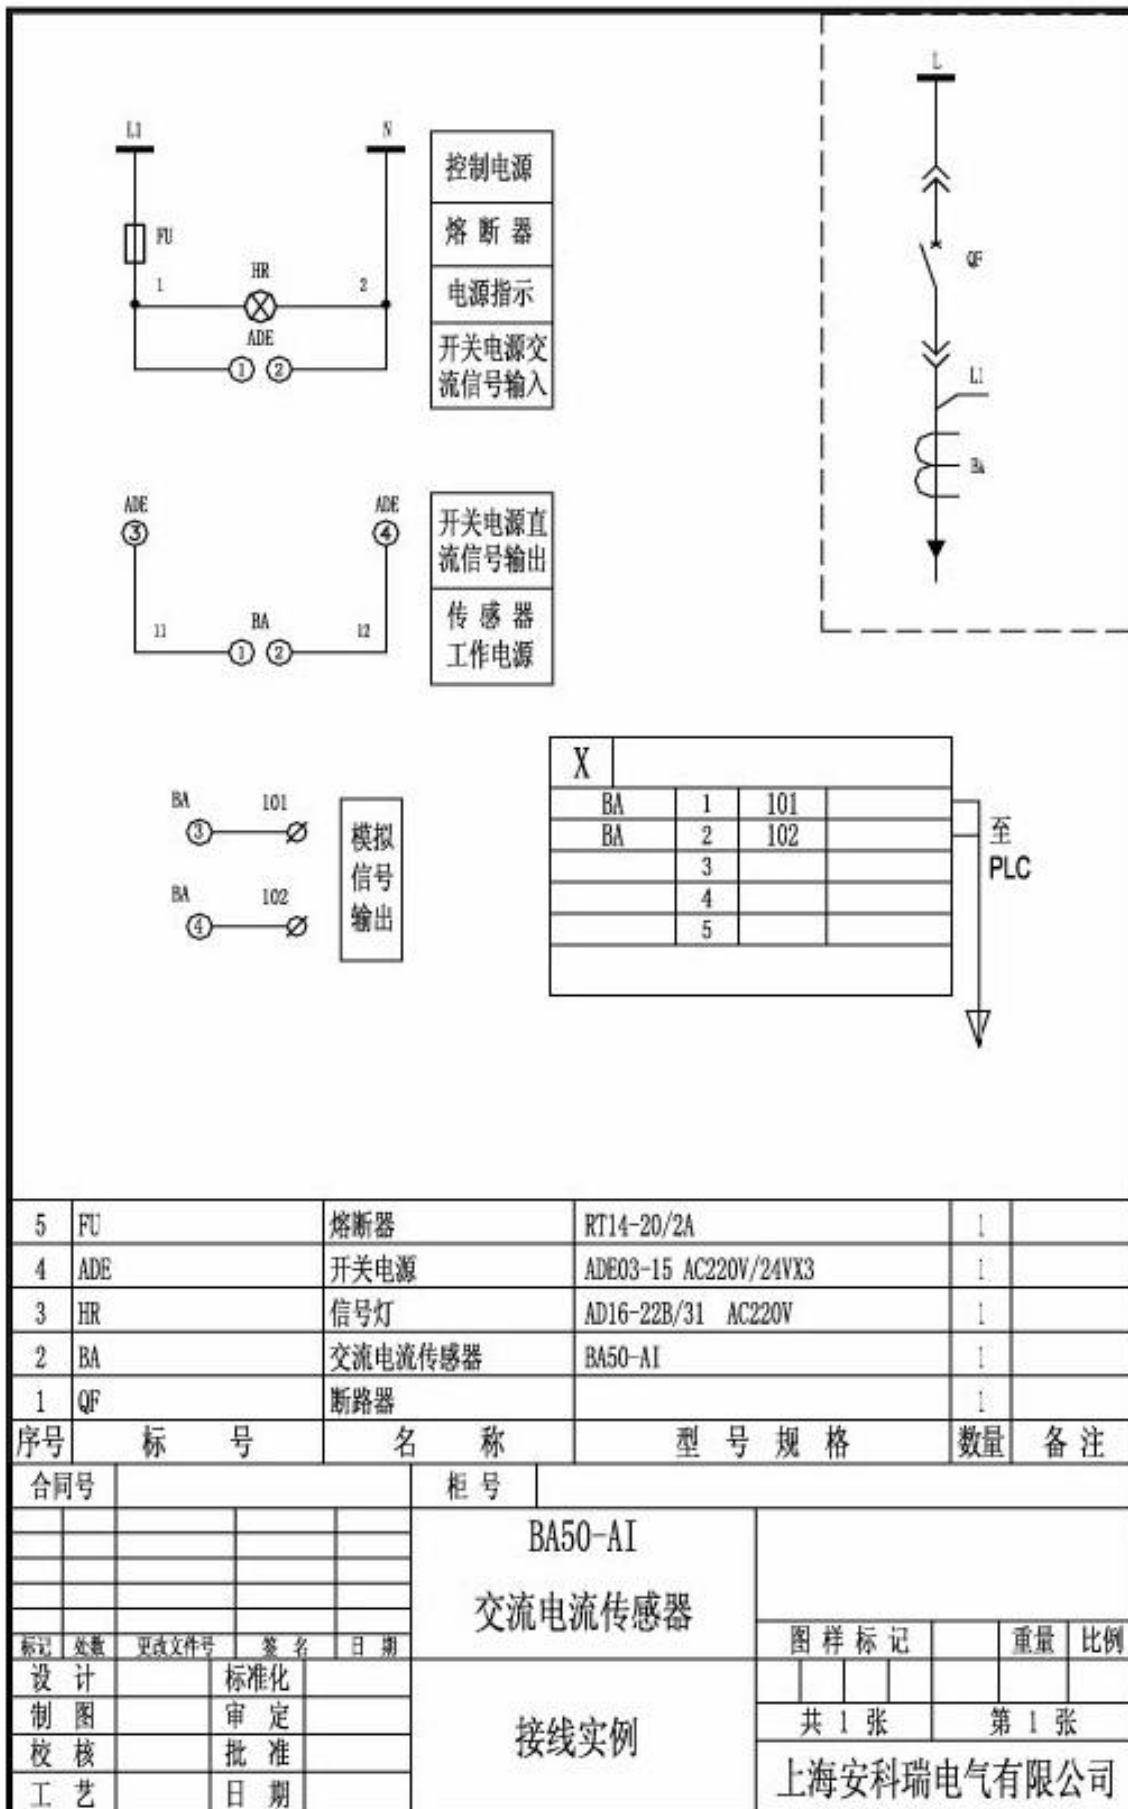 L1
N
控制电源
FU
熔断器
1
HR
2
电源指示
ADE
1 2
开关电源交
流信号输入
L
QF
L1
BA
ADE
3
ADE
4
开关电源直
流信号输出
11
BA
12
1 2
传感器
工作电源
BA
101
3
BA
102
4
模拟
信号
输出
X
BA 1 101
BA 2 102
3
4
5
至
PLC
5 FU 熔断器 RT14-20/2A 1
4 ADE 开关电源 ADE03-15 AC220V/24VX3 1
3 HR 信号灯 AD16-22B/31 AC220V 1
2 BA 交流电流传感器 BA50-AI 1
1 QF 断路器 1
序号 标号 名称 型号规格 数量 备注
合同号 柜号
BA50-AI
交流电流传感器
标记 处数 更改文件号 签名 日期
图样标记 重量 比例
设计 标准化
制图 审定
校核 批准
工艺 日期
接线实例
共1张 第1张
上海安科瑞电气有限公司